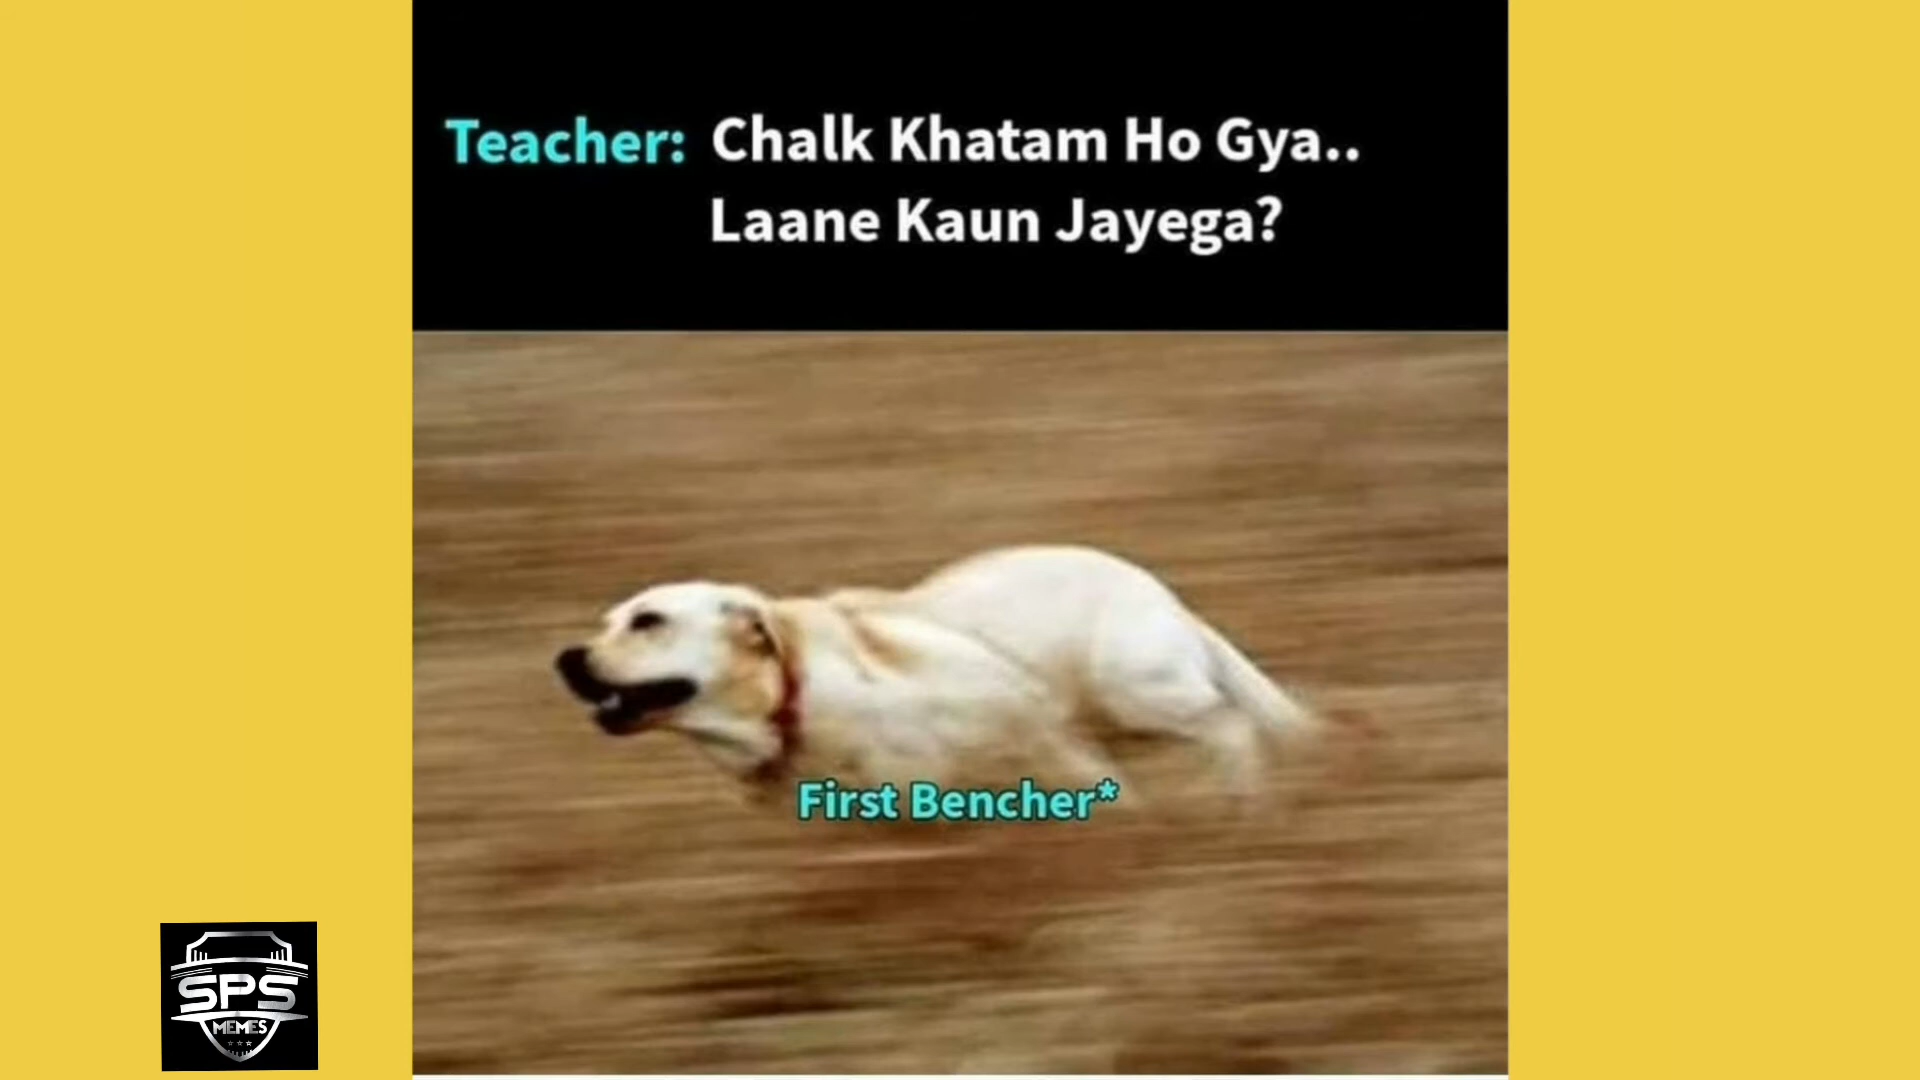 Teacher: Chalk Khatam Ho Gya..
Laane Kaun Jayega?
First Bencher*
SPS
MEMES